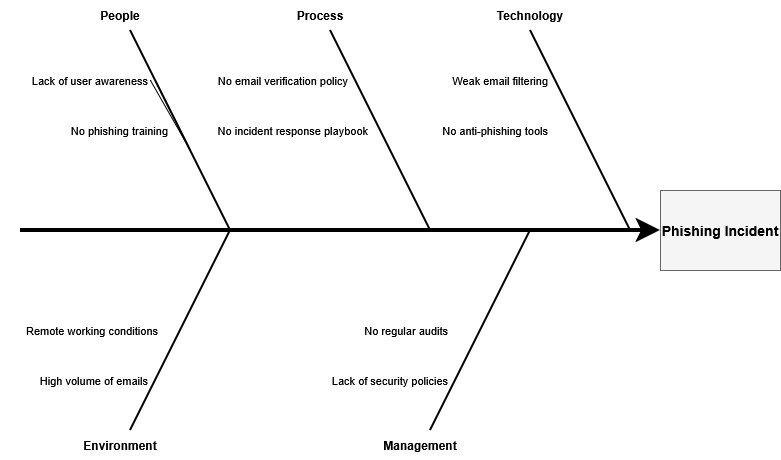 People
Process
Technology
Lack of user awareness
No email verification policy
Weak email filtering
No phishing training
No incident response playbook
No anti-phishing tools
Phishing Incident
Remote working conditions
No regular audits
High volume of emails
Lack of security policies
Environment
Management